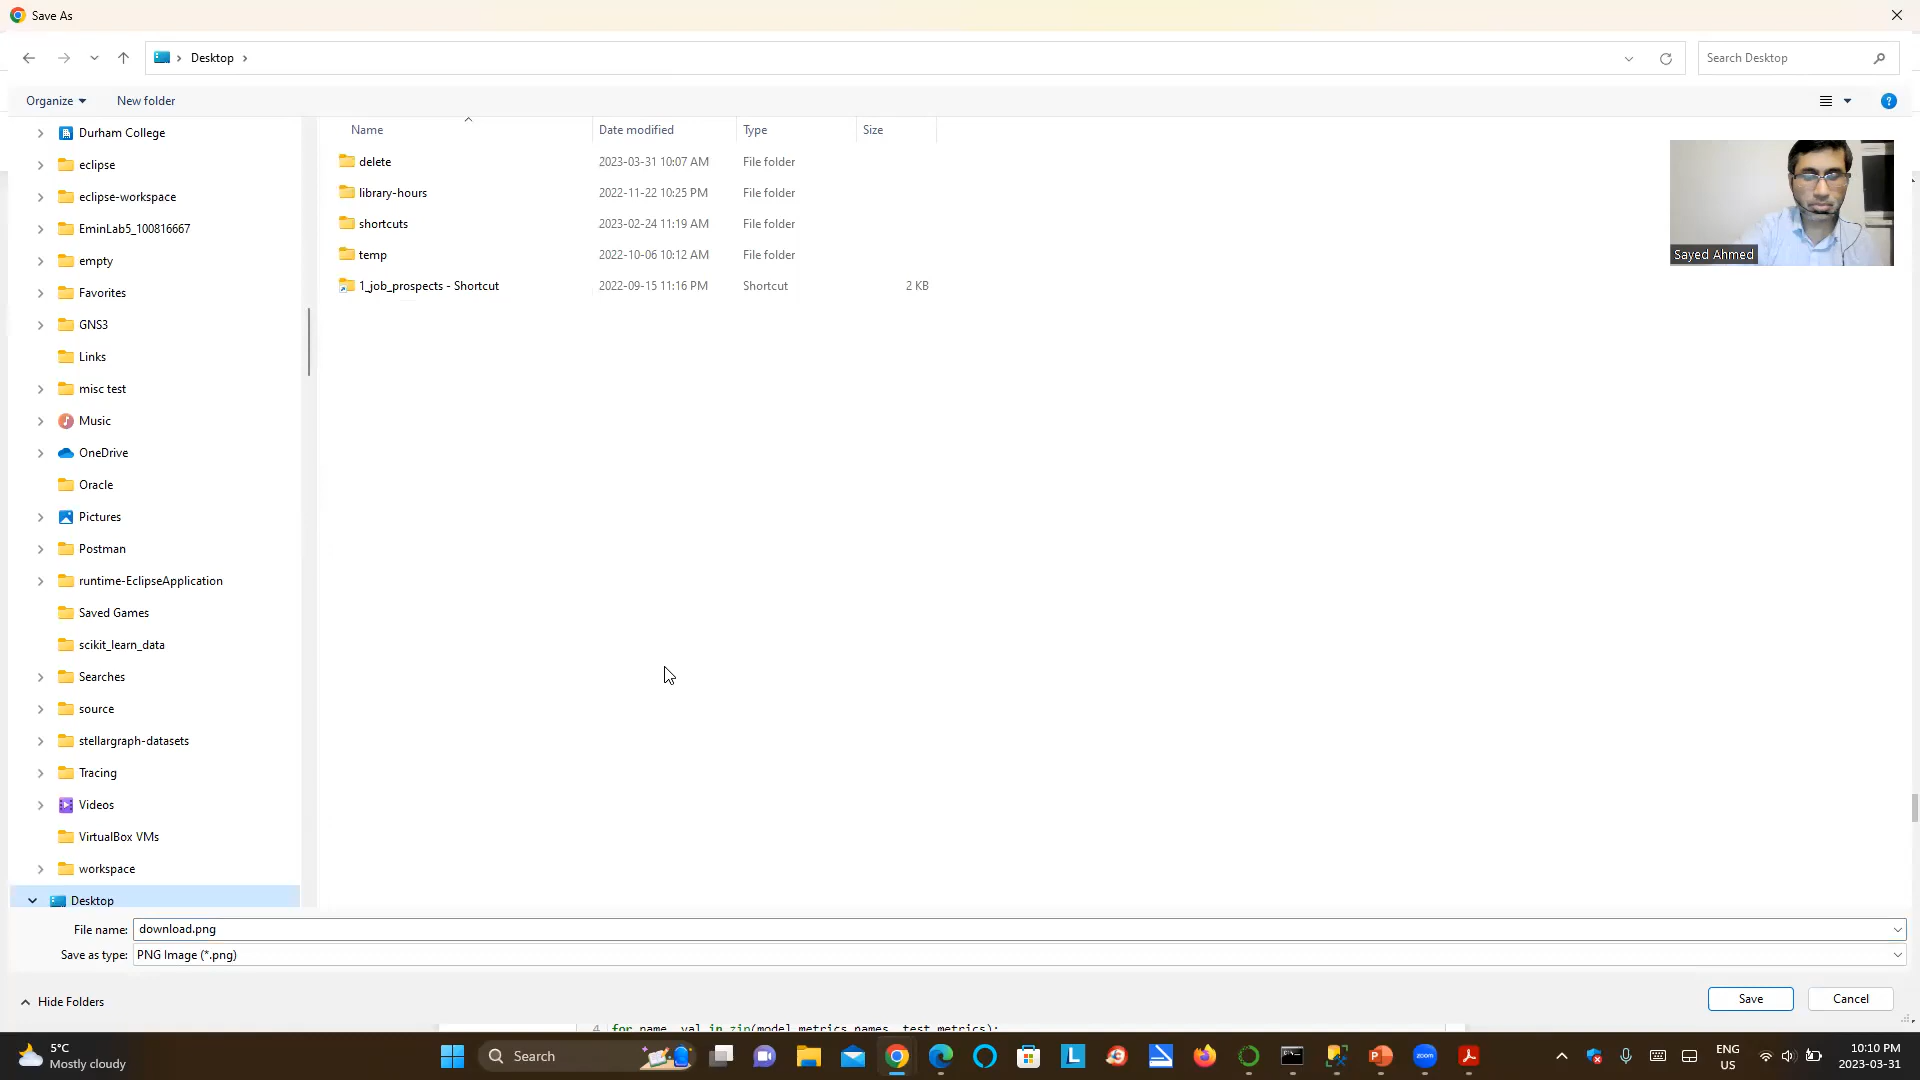 Save As
Desktop
Search Desktop
Organize
New folder
Name
Date modified
Type
Size
Durham College
eclipse
eclipse-workspace
EminLab5_100816667
empty
Favorites
GNS3
Links
misc test
Music
OneDrive
Oracle
Pictures
Postman
runtime-EclipseApplication
Saved Games
scikit_learn_data
Searches
source
stellargraph-datasets
Tracing
Videos
VirtualBox VMs
workspace
Desktop
delete 2023-03-31 10:07 AM File folder
library-hours 2022-11-22 10:25 PM File folder
shortcuts 2023-02-24 11:19 AM File folder
temp 2022-10-06 10:12 AM File folder
1_job_prospects - Shortcut 2022-09-15 11:16 PM Shortcut 2 KB
Sayed Ahmed
File name: download.png
Save as type: PNG Image (*.png)
Hide Folders
Save
Cancel
4 for name, val in zip(model.metrics_names, test_metrics):
5°C
Mostly cloudy
Search
zoom
ENG
US
10:10 PM
2023-03-31